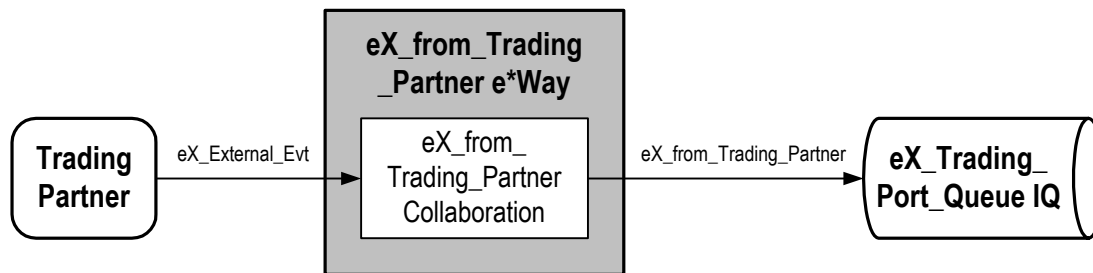 eX_from_Trading
_Partner e*Way
Trading
Partner
eX_External_Evt
eX_from_
Trading_Partner
Collaboration
eX_from_Trading_Partner
eX_Trading_
Port_Queue IQ